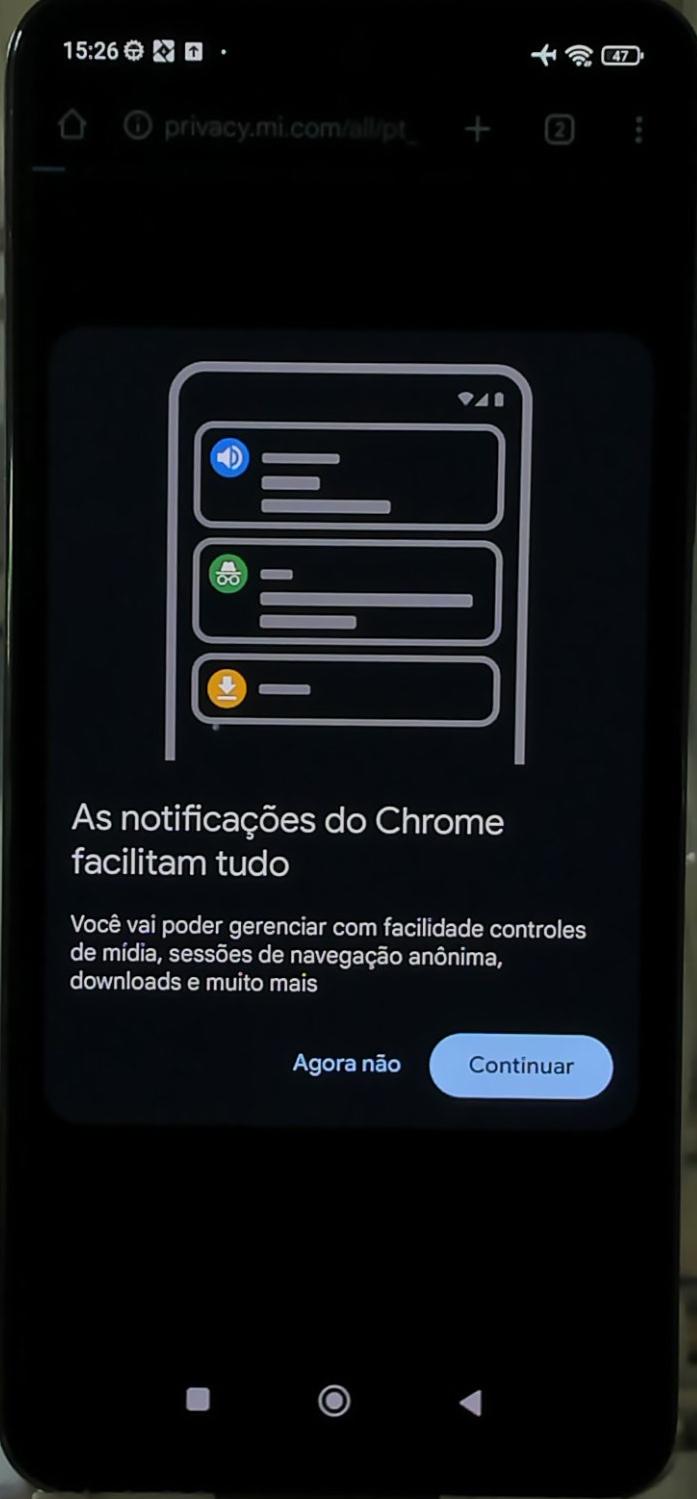 15:26
47
privacy.mi.com/all/pt_
2
As notificações do Chrome
facilitam tudo
Você vai poder gerenciar com facilidade controles
de mídia, sessões de navegação anônima,
downloads e muito mais
Agora não
Continuar